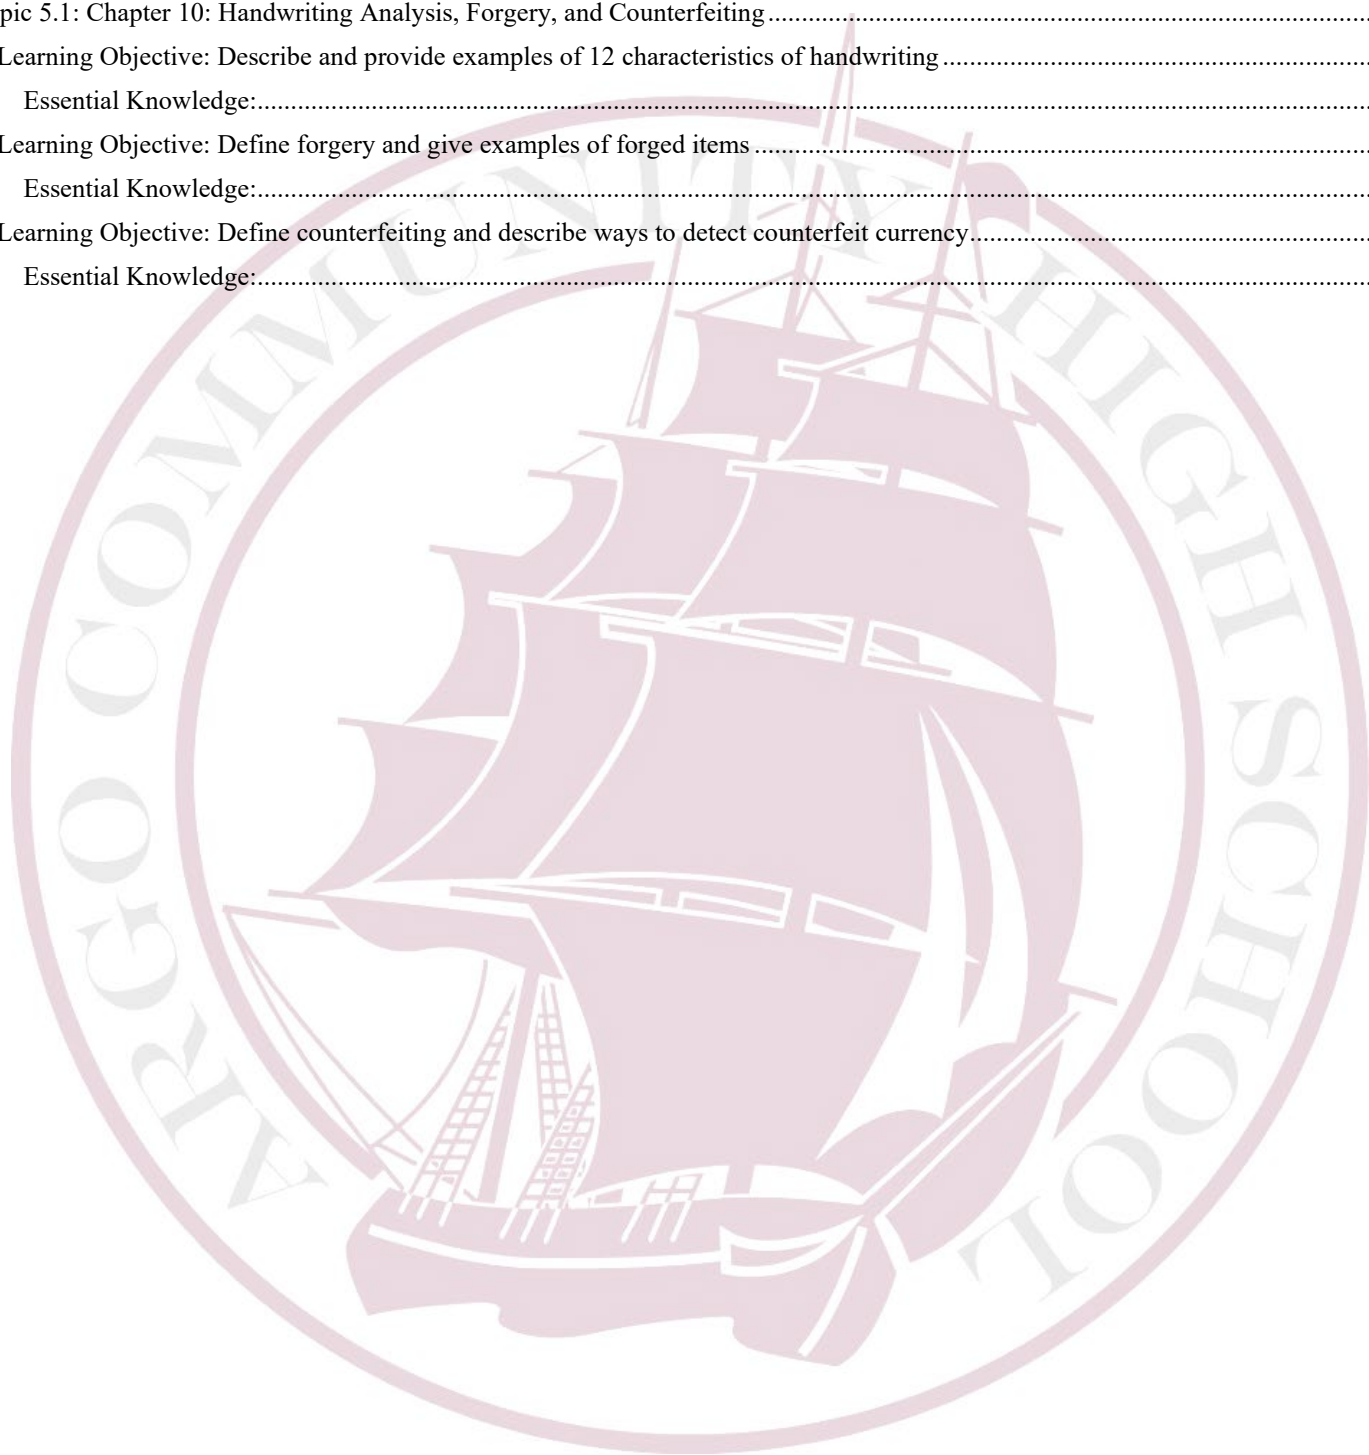 pic 5.1: Chapter 10: Handwriting Analysis, Forgery, and Counterfeiting
Learning Objective: Describe and provide examples of 12 characteristics of handwriting
Essential Knowledge:
Learning Objective: Define forgery and give examples of forged items
Essential Knowledge:
Learning Objective: Define counterfeiting and describe ways to detect counterfeit currency
Essential Knowledge:
ARGO COMMUNITY HIGH SCHOOL